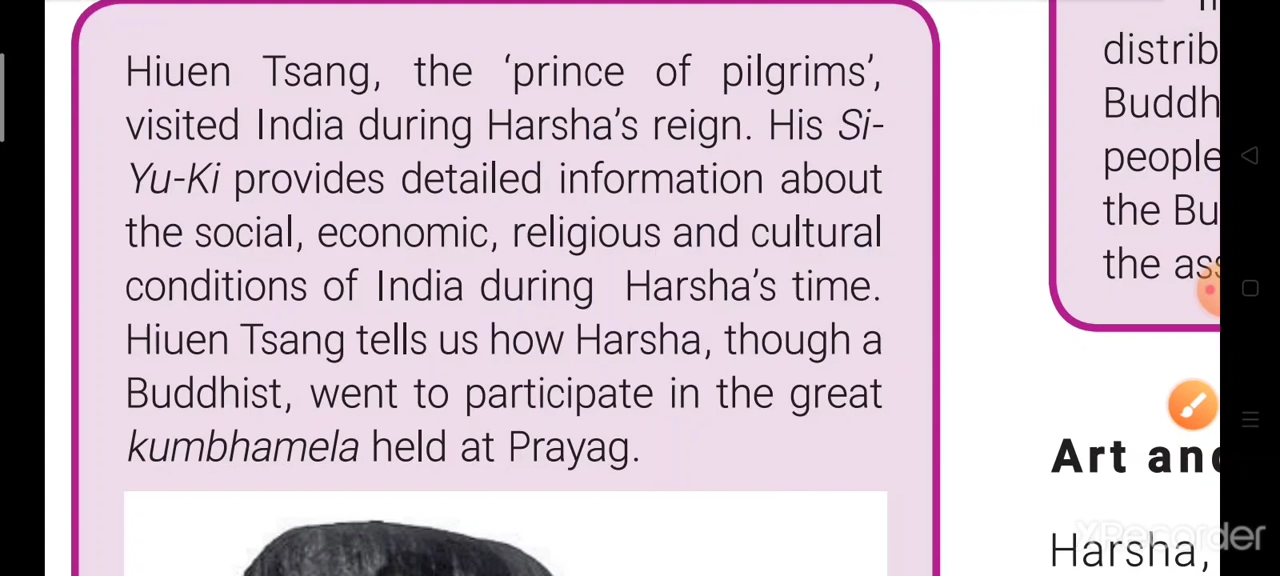 Hiuen Tsang, the ‘prince of pilgrims’,
visited India during Harsha’s reign. His Si-
Yu-Ki provides detailed information about
the social, economic, religious and cultural
conditions of India during Harsha’s time.
Hiuen Tsang tells us how Harsha, though a
Buddhist, went to participate in the great
kumbhamela held at Prayag.
distrib
Buddh
people
the Bu
the ass
Art and
Harsha,
XRecorder